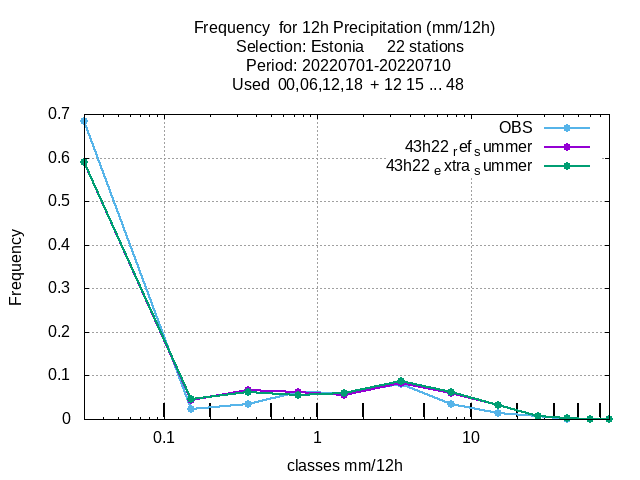 Frequency  for 12h Precipitation (mm/12h)
Selection: Estonia     22 stations
Period: 20220701-20220710
Used  00,06,12,18  + 12 15 ... 48
OBS
43h22 ref summer
43h22 extra summer
0.7
0.6
0.5
0.4
0.3
0.2
0.1
0
Frequency
0.1 1 10
classes mm/12h